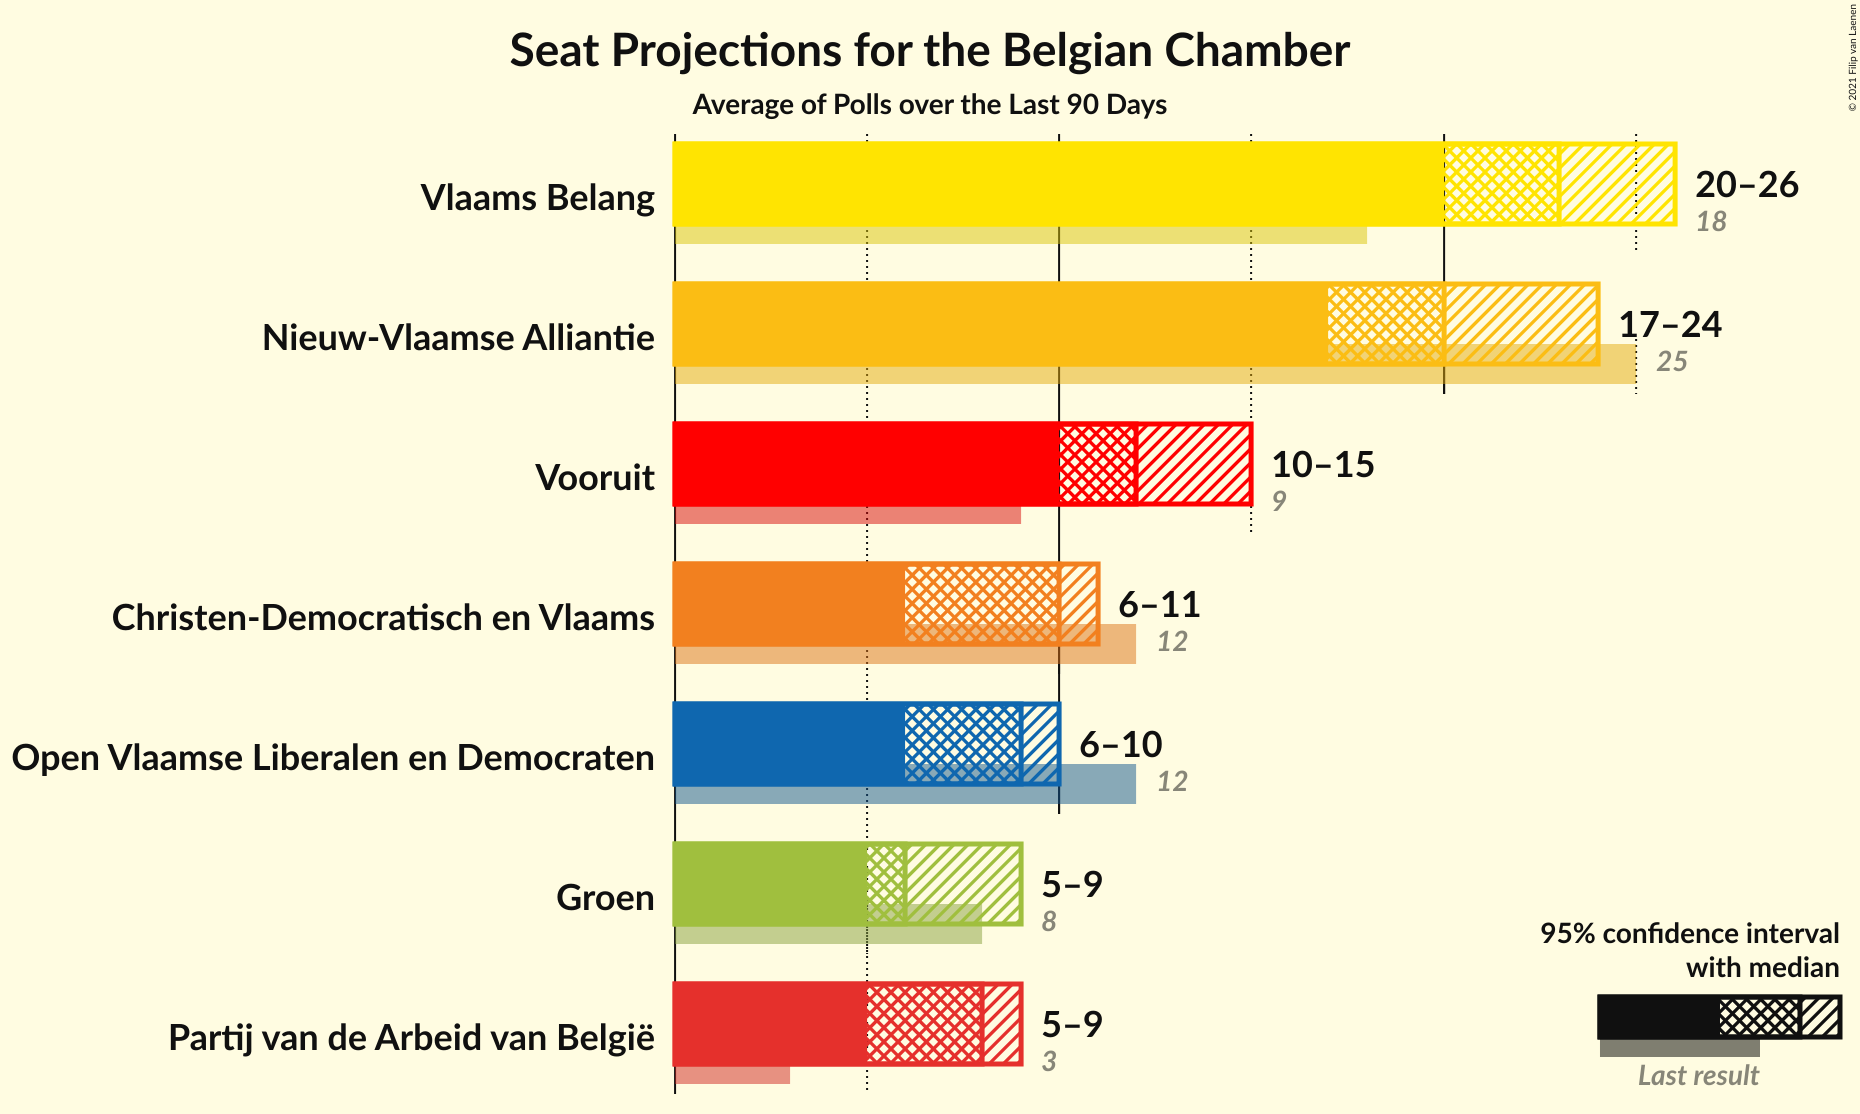 Seat Projections for the Belgian Chamber
Average of Polls over the Last 90 Days
© 2021 Filip van Laenen
Vlaams Belang
20–26
18
Nieuw-Vlaamse Alliantie
17–24
25
Vooruit
10–15
9
Christen-Democratisch en Vlaams
6–11
12
Open Vlaamse Liberalen en Democraten
6–10
12
Groen
5–9
8
Partij van de Arbeid van België
5–9
3
95% confidence interval
with median
Last result